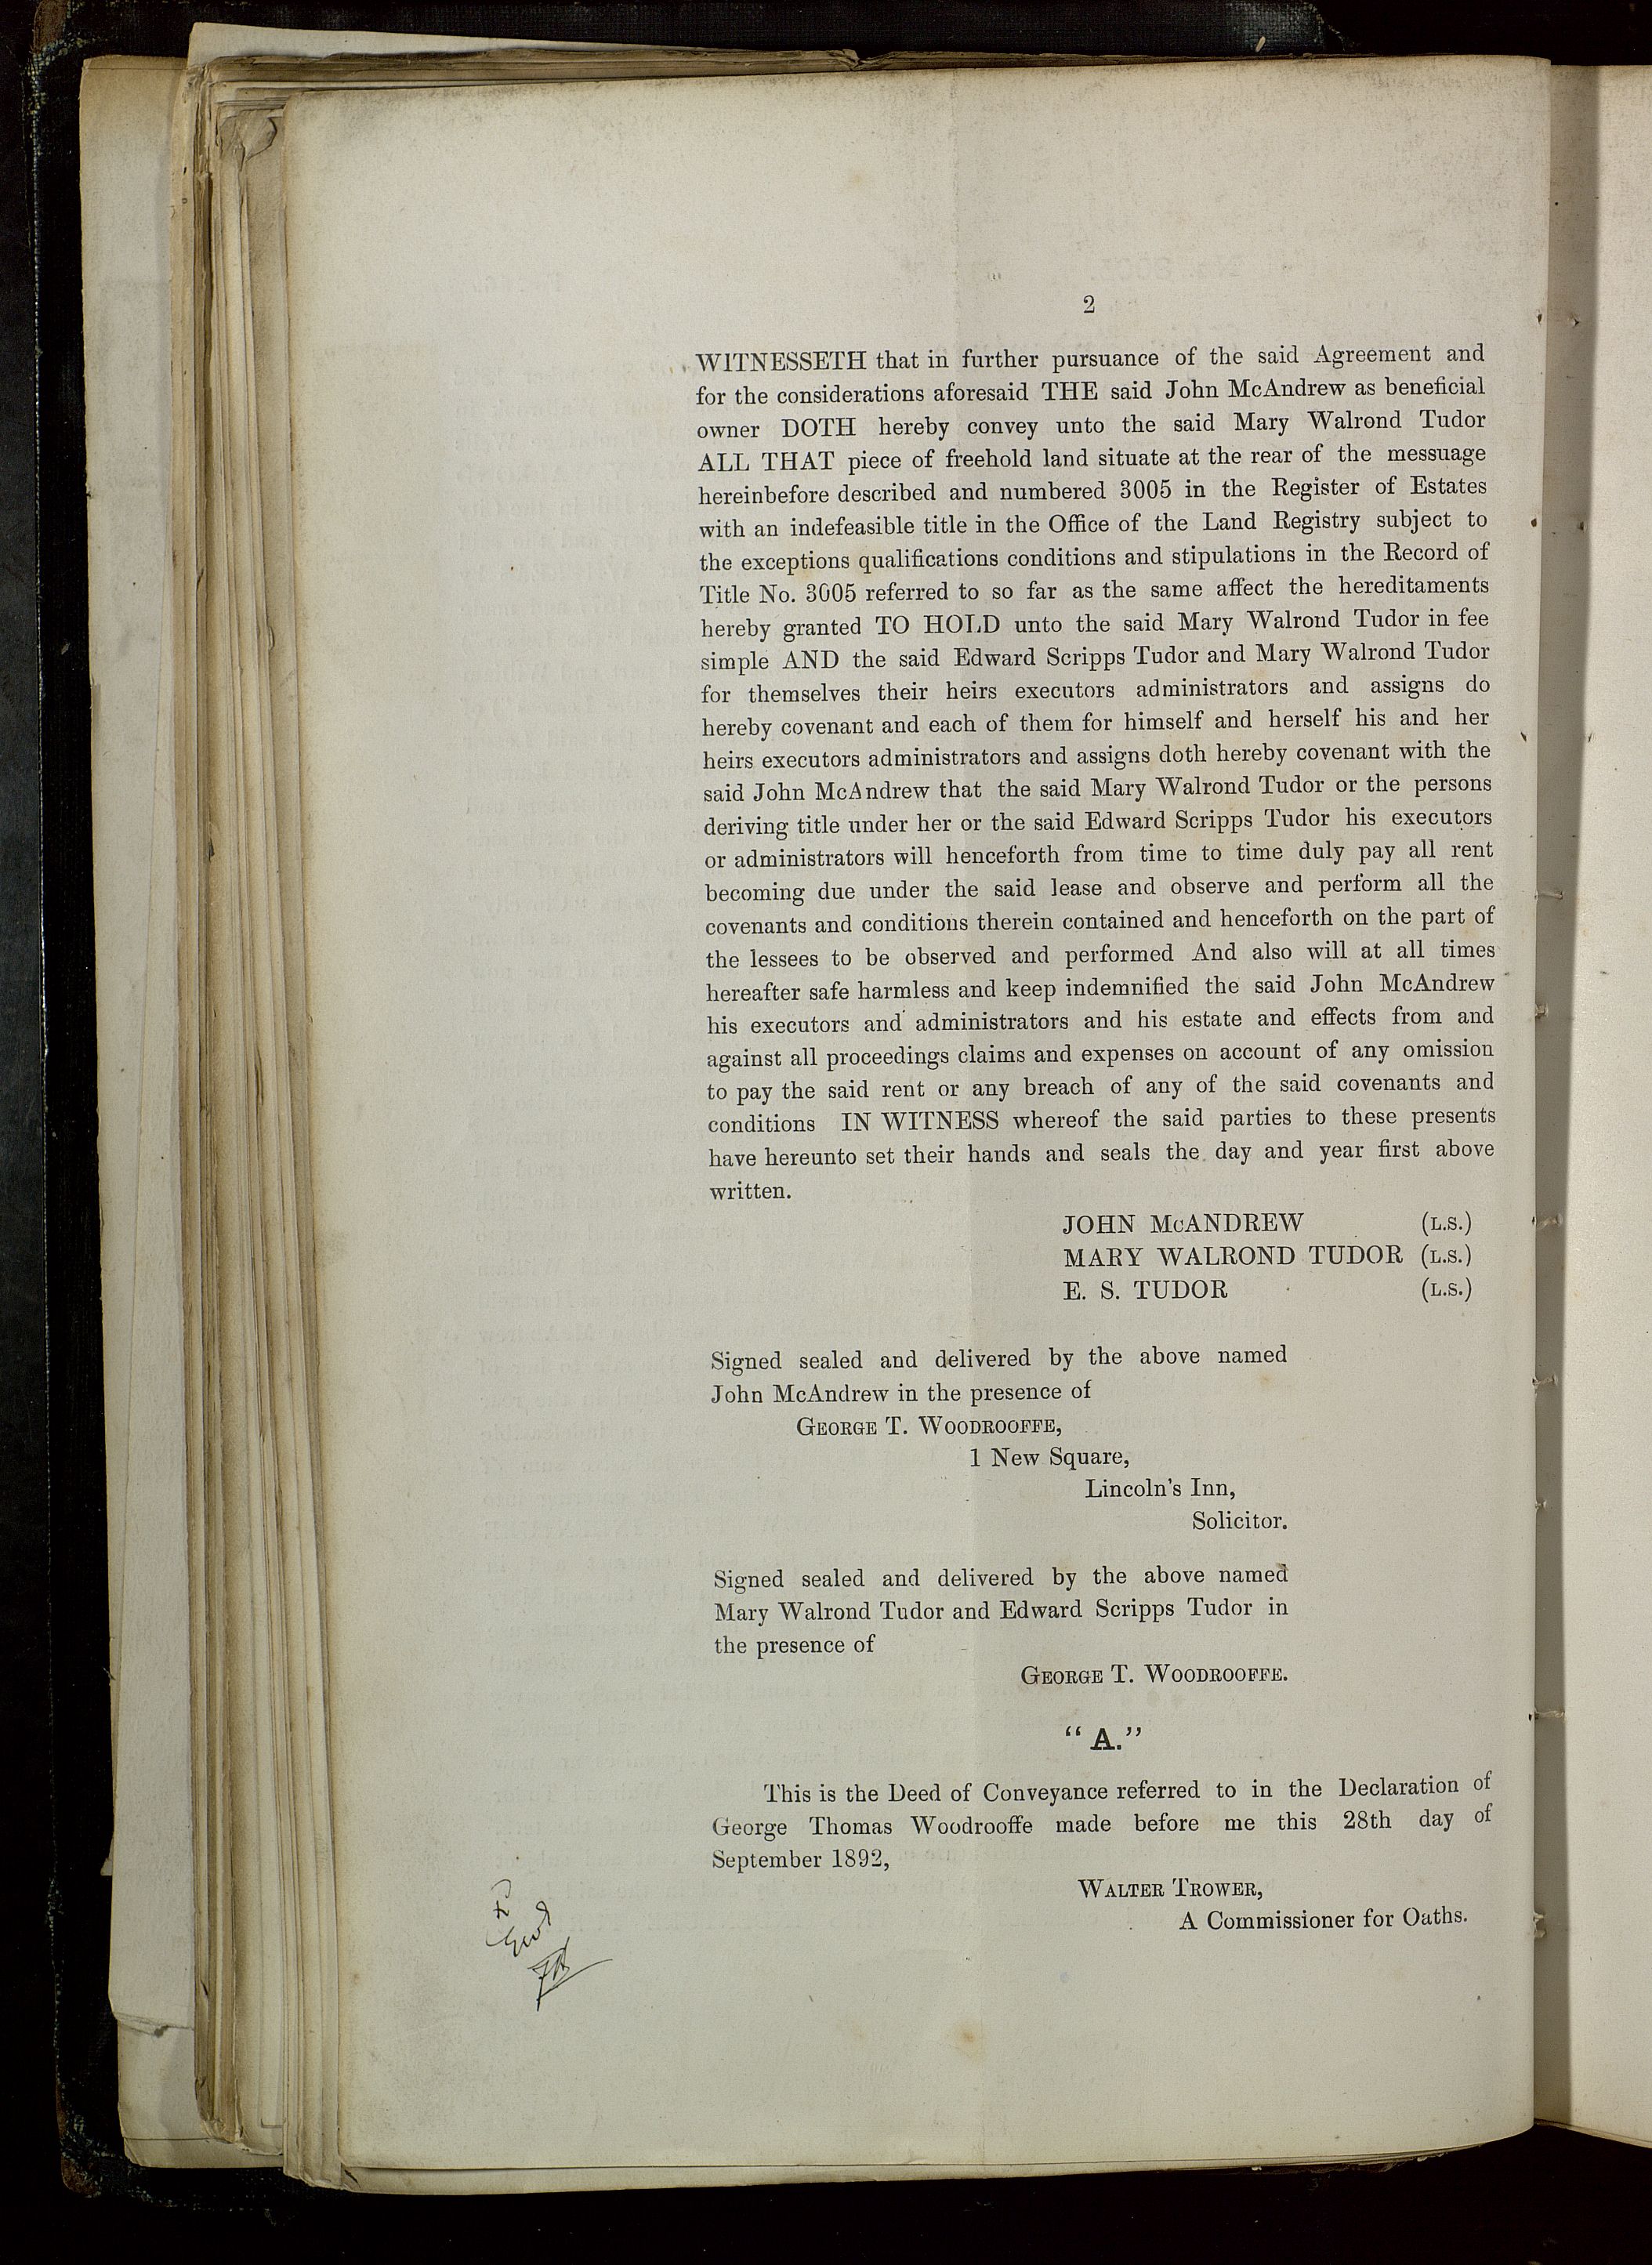 2
WITNESSETH that in further pursuance of the said Agreement and
for the considerations aforesaid THE said John McAndrew as beneficial
owner DOTH hereby convey unto the said Mary Walrond Tudor
ALL THAT piece of freehold land situate at the rear of the messuage
hereinbefore described and numbered 3005 in the Register of Estates
with an indefeasible title in the Office of the Land Registry subject to
the exceptions qualifications conditions and stipulations in the Record of
Title No. 3005 referred to so far as the same affect the hereditaments
hereby granted TO HOLD unto the said Mary Walrond Tudor in fee
simple AND the said Edward Scripps Tudor and Mary Walrond Tudor
for themselves their heirs executors administrators and assigns do
hereby covenant and each of them for himself and herself his and her
heirs executors administrators and assigns doth hereby covenant with the
said John McAndrew that the said Mary Walrond Tudor or the persons
deriving title under her or the said Edward Scripps Tudor his executors
or administrators will henceforth from time to time duly pay all rent
becoming due under the said lease and observe and perform all the
covenants and conditions therein contained and henceforth on the part of
the lessees to be observed and performed And also will at all times
hereafter safe harmless and keep indemnified the said John McAndrew
his executors and administrators and his estate and effects from and
against all proceedings claims and expenses on account of any omission
to pay the said rent or any breach of any of the said covenants and
conditions IN WITNESS whereof the said parties to these presents
have hereunto set their hands and seals the day and year first above
written.
JOHN McANDREW (L.S.)
MARY WALROND TUDOR (L.S.)
E. S. TUDOR (L.S.)
Signed sealed and delivered by the above named
John McAndrew in the presence of
GEORGE T. WOODROOFFE,
1 New Square,
Lincoln's Inn,
Solicitor.
Signed sealed and delivered by the above named
Mary Walrond Tudor and Edward Scripps Tudor in
the presence of
GEORGE T. WOODROOFFE.
"A."
This is the Deed of Conveyance referred to in the Declaration of
George Thomas Woodrooffe made before me this 28th day of
September 1892,
WALTER TROWER,
A Commissioner for Oaths.